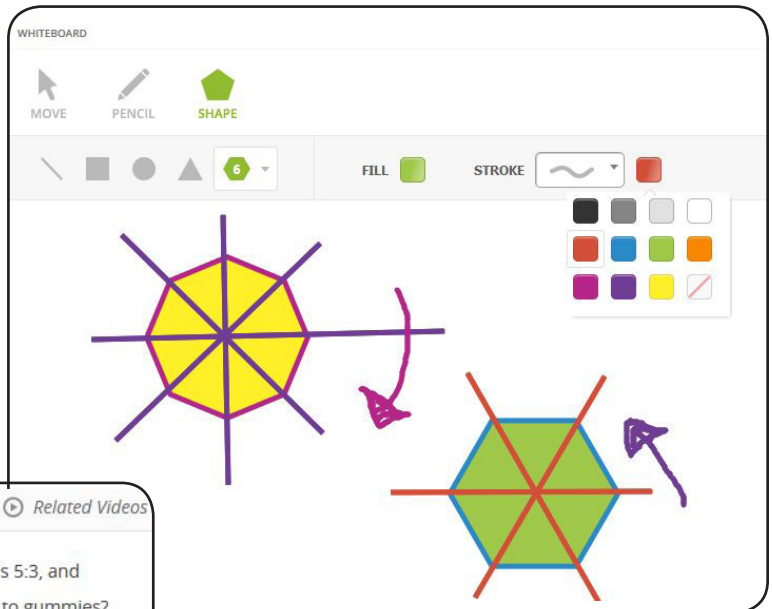 WHITEBOARD
MOVE PENCIL SHAPE
6 FILL STROKE
Related Videos
s 5:3, and
to gummies?